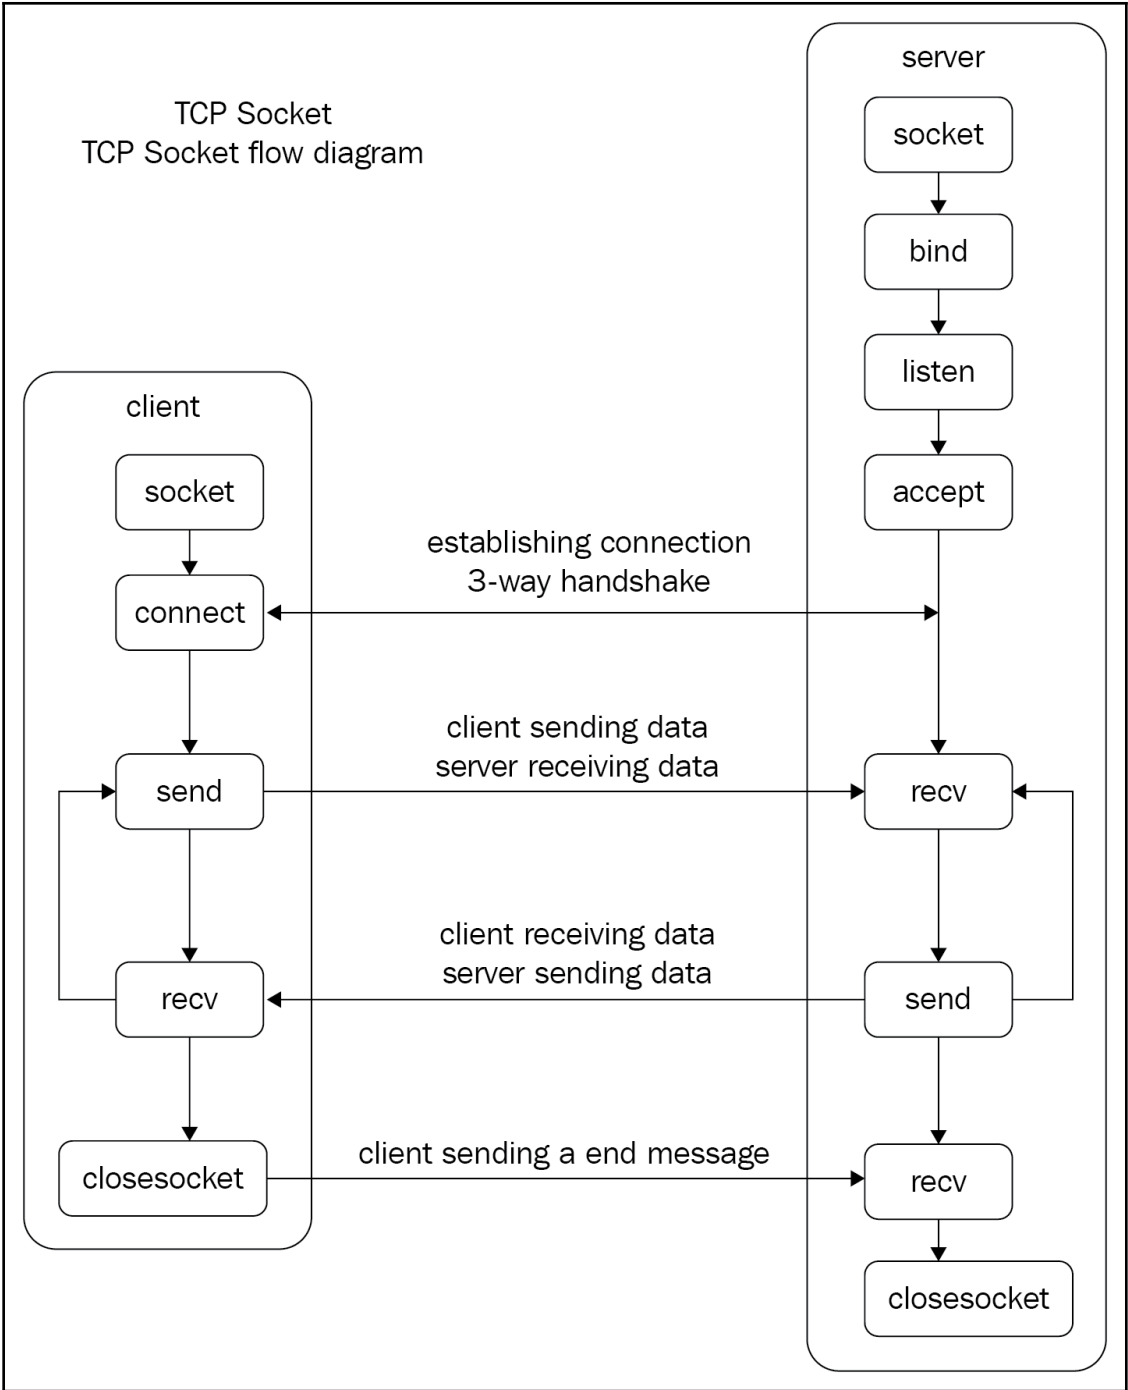 TCP Socket
TCP Socket flow diagram
server
socket
bind
listen
accept
client
socket
connect
establishing connection
3-way handshake
client sending data
server receiving data
send
recv
client receiving data
server sending data
recv
send
client sending a end message
closesocket
recv
closesocket